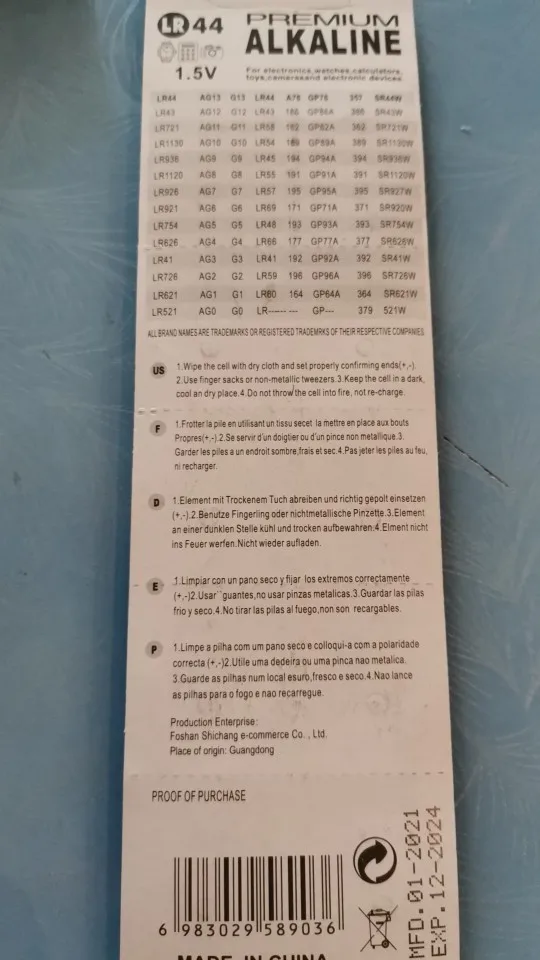 LR 44
PREMIUM
ALKALINE
1.5V
For electronics,watches,calculators,
toys,cameras and electronic devices
LR44 AG13 G13 LR44 A76 GP76 357 SR44W
LR43 AG12 G12 LR43 186 GP86A 386 SR43W
LR721 AG11 G11 LR58 162 GP62A 362 SR721W
LR1130 AG10 G10 LR54 189 GP89A 389 SR1130W
LR936 AG9 G9 LR45 194 GP94A 394 SR936W
LR1120 AG8 G8 LR55 191 GP91A 391 SR1120W
LR926 AG7 G7 LR57 195 GP95A 395 SR927W
LR921 AG6 G6 LR69 171 GP71A 371 SR920W
LR754 AG5 G5 LR48 193 GP93A 393 SR754W
LR626 AG4 G4 LR66 177 GP77A 377 SR626W
LR41 AG3 G3 LR41 192 GP92A 392 SR41W
LR726 AG2 G2 LR59 196 GP96A 396 SR726W
LR621 AG1 G1 LR60 164 GP64A 364 SR621W
LR521 AG0 G0 LR------ --- GP--- 379 521W
ALL BRAND NAMES ARE TRADEMARKS OR REGISTERED TRADEMRKS OF THEIR RESPECTIVE COMPANIES
US 1.Wipe the cell with dry cloth and set properly confirming ends(+,-).
2.Use finger sacks or non-metallic tweezers.3.Keep the cell in a dark,
cool an dry place.4.Do not throw the cell into fire, not re-charge.
F 1.Frotter la pile en utilisant un tissu secet la mettre en place aux bouts
Propres(+,-).2.Se servir d'un doigtier ou d'un pince non metallique.3.
Garder les piles a un endroit sombre,frais et sec.4.Pas jeter les piles au feu,
ni recharger.
D 1.Element mit Trockenem Tuch abreiben und richtig gepolt einsetzen
(+,-).2.Benutze Fingerling oder nichtmetallische Pinzette.3.Element
an einer dunklen Stelle kühl und trocken aufbewahren:4.Elment nicht
ins Feuer werfen:Nicht wieder aufladen.
E .1.Limpiar con un pano seco y fijar los extremos correctamente
(+,-)2.Usar¨guantes,no usar pinzas metalicas.3.Guardar las pilas
frio y seco.4.No tirar las pilas al fuego,non son recargables.
P 1.Limpe a pilha com um pano seco e colloqui-a com a polaridade
correcta (+,-)2.Utile uma dedeira ou uma pinca nao metalica.
3.Guarde as pilhas num local esuro,fresco e seco.4.Nao lance
as pilhas para o fogo e nao recarregue.
Production Enterprise:
Foshan Shichang e-commerce Co. , Ltd.
Place of origin: Guangdong
PROOF OF PURCHASE
6 983029 589036
MFD.01-2021
EXP.12-2024
MADE IN CHINA